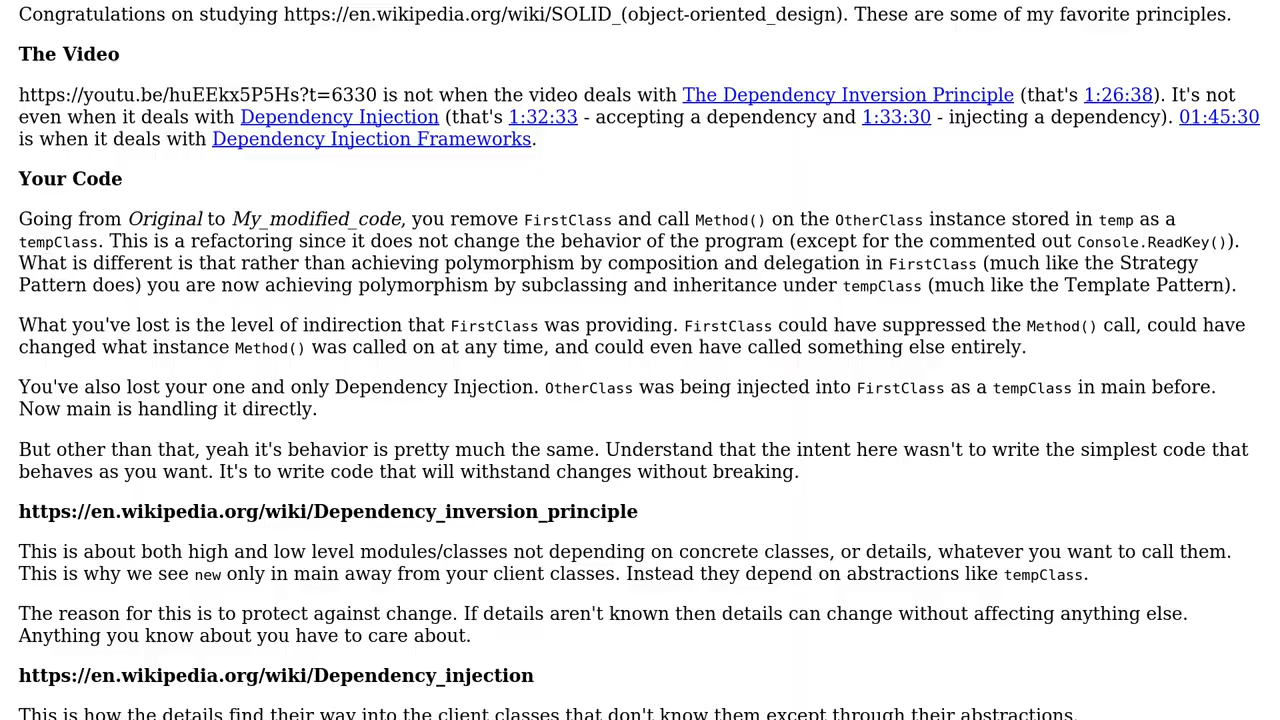 Congratulations on studying https://en.wikipedia.org/wiki/SOLID_(object-oriented_design). These are some of my favorite principles.
The Video
https://youtu.be/huEEkx5P5Hs?t=6330 is not when the video deals with The Dependency Inversion Principle (that's 1:26:38). It's not
even when it deals with Dependency Injection (that's 1:32:33 - accepting a dependency and 1:33:30 - injecting a dependency). 01:45:30
is when it deals with Dependency Injection Frameworks.
Your Code
Going from Original to My_modified_code, you remove FirstClass and call Method() on the OtherClass instance stored in temp as a
tempClass. This is a refactoring since it does not change the behavior of the program (except for the commented out Console.ReadKey()).
What is different is that rather than achieving polymorphism by composition and delegation in FirstClass (much like the Strategy
Pattern does) you are now achieving polymorphism by subclassing and inheritance under tempClass (much like the Template Pattern).
What you've lost is the level of indirection that FirstClass was providing. FirstClass could have suppressed the Method() call, could have
changed what instance Method() was called on at any time, and could even have called something else entirely.
You've also lost your one and only Dependency Injection. OtherClass was being injected into FirstClass as a tempClass in main before.
Now main is handling it directly.
But other than that, yeah it's behavior is pretty much the same. Understand that the intent here wasn't to write the simplest code that
behaves as you want. It's to write code that will withstand changes without breaking.
https://en.wikipedia.org/wiki/Dependency_inversion_principle
This is about both high and low level modules/classes not depending on concrete classes, or details, whatever you want to call them.
This is why we see new only in main away from your client classes. Instead they depend on abstractions like tempClass.
The reason for this is to protect against change. If details aren't known then details can change without affecting anything else.
Anything you know about you have to care about.
https://en.wikipedia.org/wiki/Dependency_injection
This is how the details find their way into the client classes that don't know them except through their abstractions.